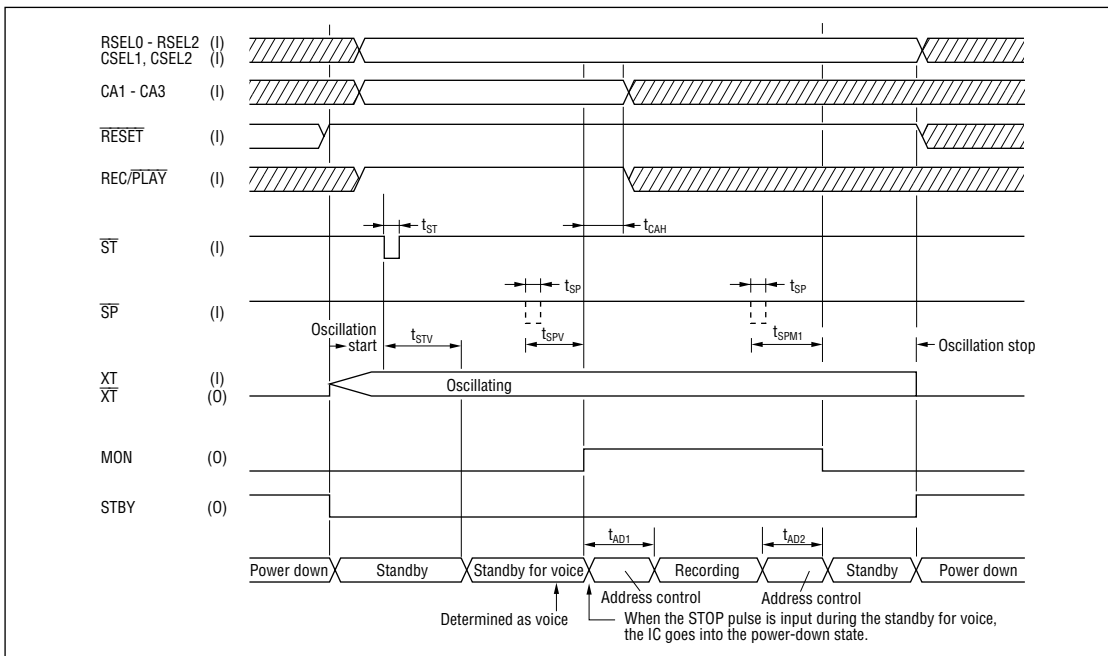 RSEL0 - RSEL2 (I)
CSEL1, CSEL2 (I)
CA1 - CA3 (I)
RESET (I)
REC/PLAY (I)
tST
tCAH
ST (I)
tSP
tSP
SP (I)
Oscillation
start
tSTV
tSPV
tSPM1
Oscillation stop
XT (I)
XT (O)
Oscillating
MON (O)
STBY (O)
tAD1
tAD2
Power down
Standby
Standby for voice
Recording
Standby
Power down
Address control
Address control
Determined as voice
When the STOP pulse is input during the standby for voice,
the IC goes into the power-down state.